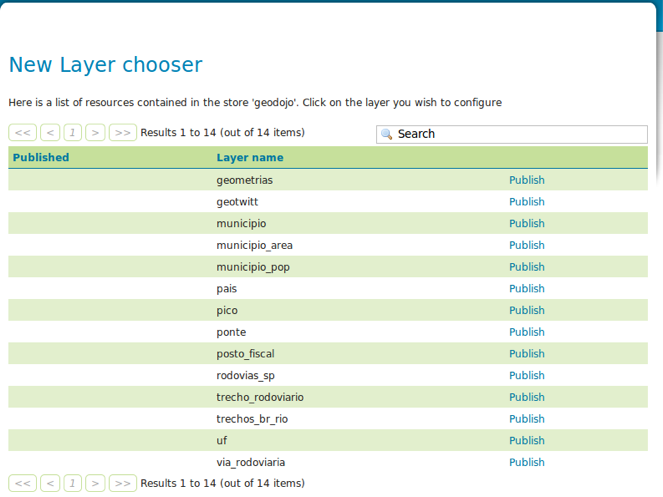 New Layer chooser
Here is a list of resources contained in the store 'geodojo'. Click on the layer you wish to configure
<< < 1 > >> Results 1 to 14 (out of 14 items) Search
Published Layer name
geometrias Publish
geotwitt Publish
municipio Publish
municipio_area Publish
municipio_pop Publish
pais Publish
pico Publish
ponte Publish
posto_fiscal Publish
rodovias_sp Publish
trecho_rodoviario Publish
trechos_br_rio Publish
uf Publish
via_rodoviaria Publish
<< < 1 > >> Results 1 to 14 (out of 14 items)